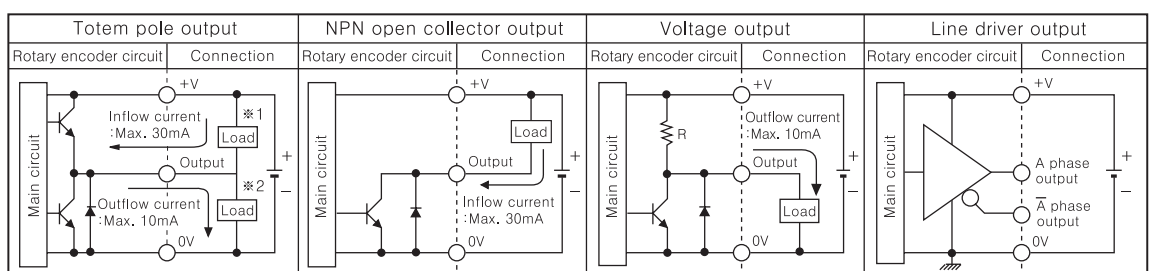 Totem pole output
Rotary encoder circuit Connection
Main circuit
+V
Inflow current
:Max. 30mA
※1
Load
Output
※2
Outflow current
:Max. 10mA
Load
0V
+
−
NPN open collector output
Rotary encoder circuit Connection
Main circuit
+V
Load
Output
Inflow current
:Max. 30mA
0V
+
−
Voltage output
Rotary encoder circuit Connection
Main circuit
+V
R
Outflow current
:Max. 10mA
Output
Load
0V
+
−
Line driver output
Rotary encoder circuit Connection
Main circuit
+V
A phase
output
A̅ phase
output
0V
+
−